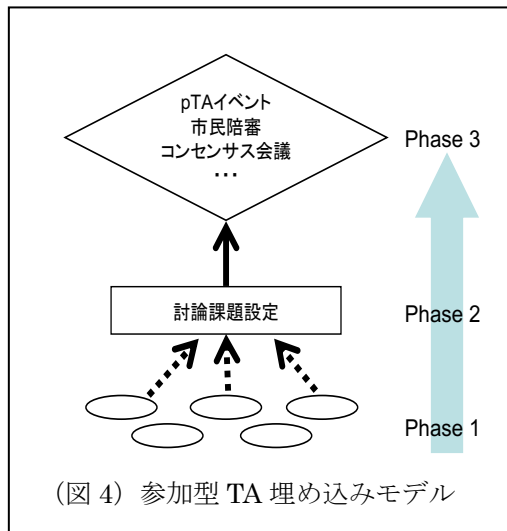 pTAイベント
市民陪審
コンセンサス会議
…
Phase 3
討論課題設定
Phase 2
Phase 1
（図 4）参加型 TA 埋め込みモデル